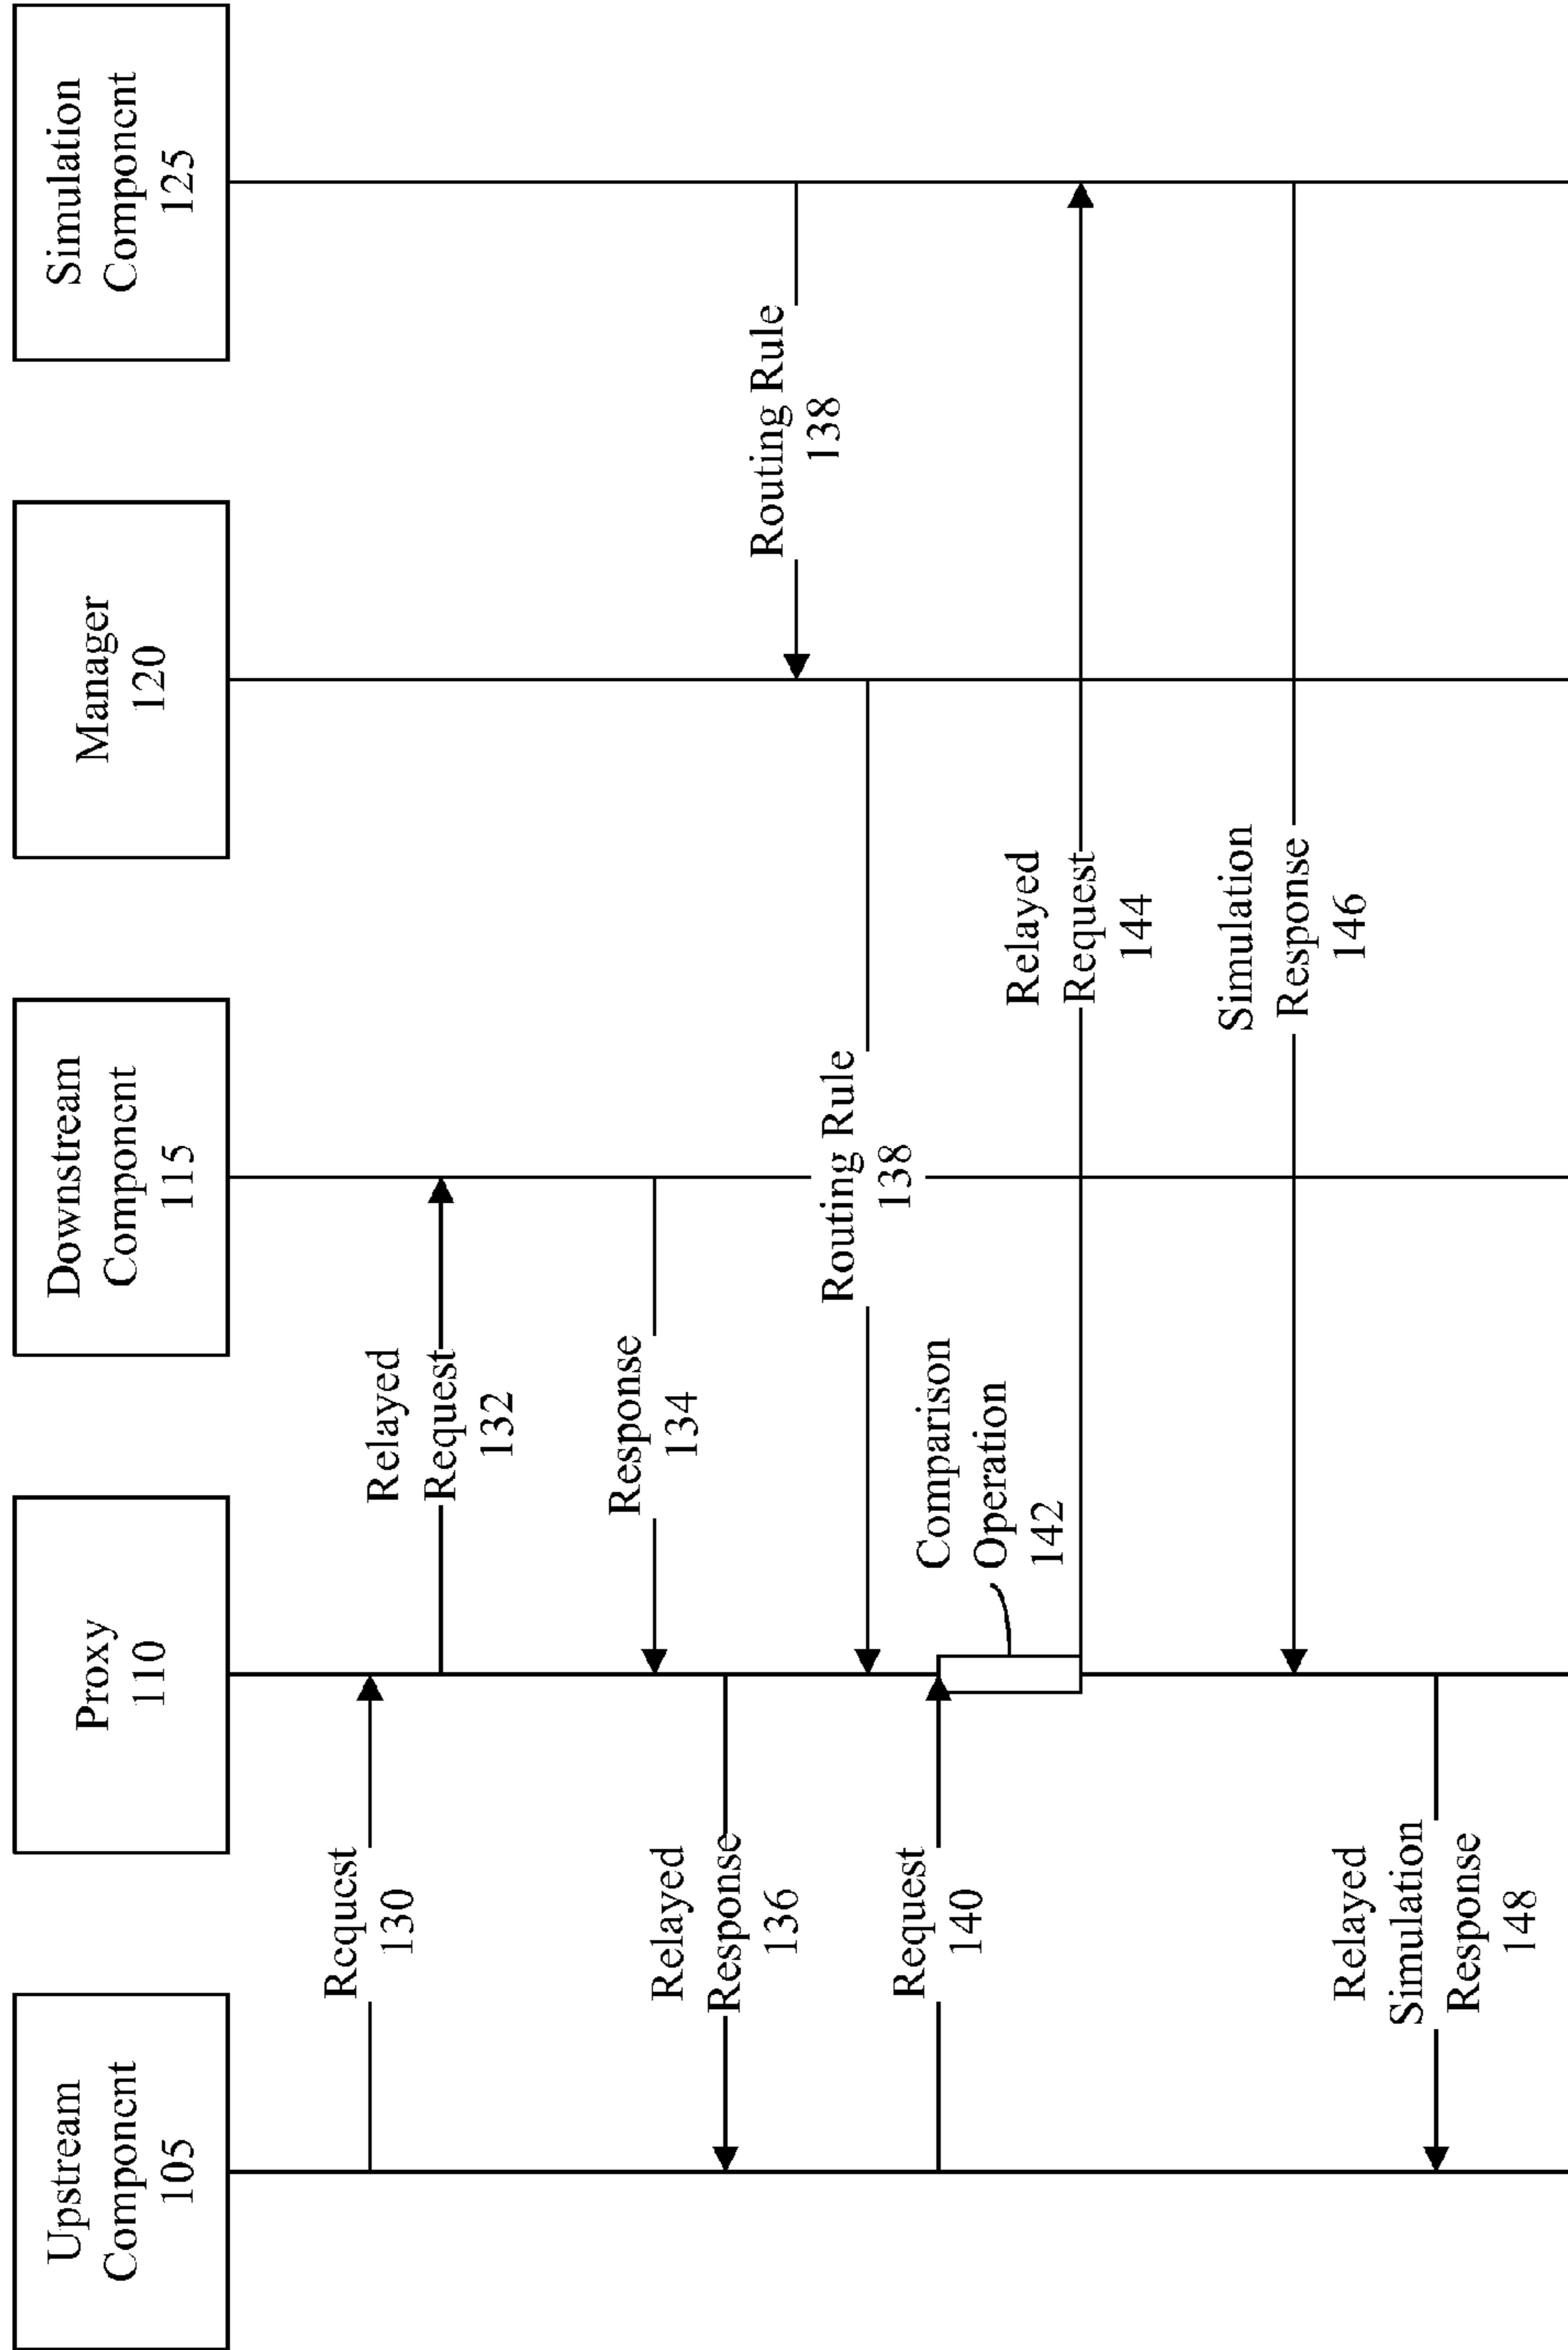 Upstream
Component
105
Proxy
110
Downstream
Component
115
Manager
120
Simulation
Component
125
Request
130
Relayed
Request
132
Response
134
Relayed
Response
136
Routing Rule
138
Routing Rule
138
Request
140
Comparison
Operation
142
Relayed
Request
144
Simulation
Response
146
Relayed
Simulation
Response
148